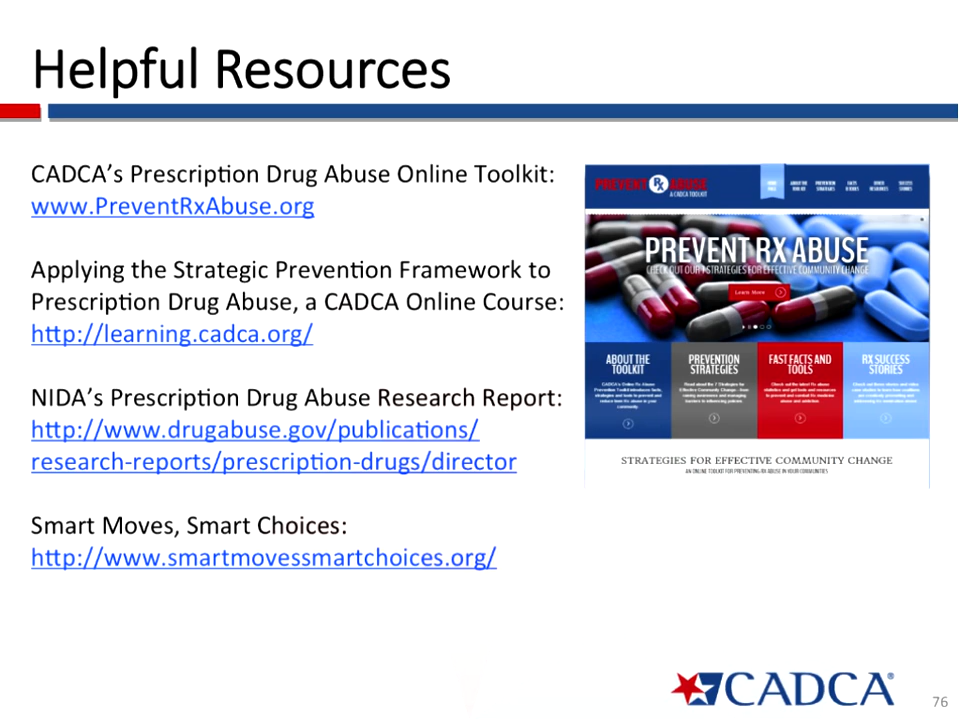 Helpful Resources
CADCA's Prescription Drug Abuse Online Toolkit:
www.PreventRxAbuse.org
Applying the Strategic Prevention Framework to
Prescription Drug Abuse, a CADCA Online Course:
http://learning.cadca.org/
NIDA's Prescription Drug Abuse Research Report:
http://www.drugabuse.gov/publications/
research-reports/prescription-drugs/director
Smart Moves, Smart Choices:
http://www.smartmovessmartchoices.org/
PREVENT Rx ABUSE
A CADCA TOOLKIT
PREVENT RX ABUSE
CHECK OUT OUR 7 STRATEGIES FOR EFFECTIVE COMMUNITY CHANGE
Learn More
ABOUT THE
TOOLKIT
PREVENTION
STRATEGIES
FAST FACTS AND
TOOLS
RX SUCCESS
STORIES
STRATEGIES FOR EFFECTIVE COMMUNITY CHANGE
AN ONLINE TOOLKIT FOR PREVENTING RX ABUSE IN YOUR COMMUNITIES
CADCA®
76